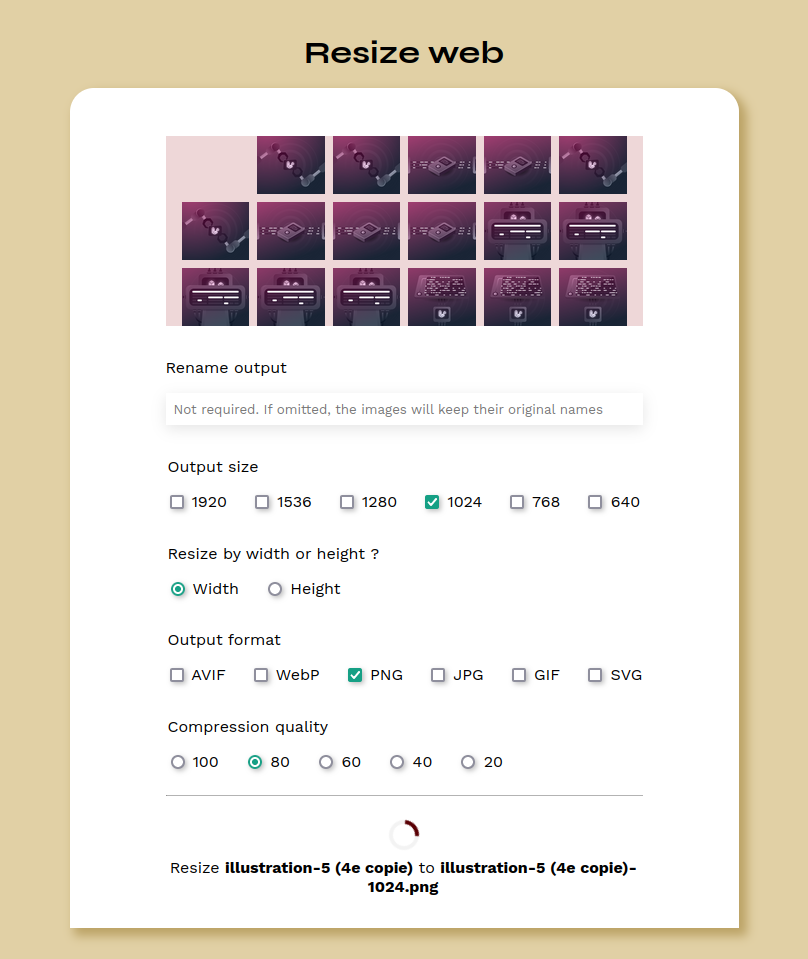 Resize web
Rename output
Not required. If omitted, the images will keep their original names
Output size
1920 1536 1280 1024 768 640
Resize by width or height ?
Width Height
Output format
AVIF WebP PNG JPG GIF SVG
Compression quality
100 80 60 40 20
Resize illustration-5 (4e copie) to illustration-5 (4e copie)-
1024.png